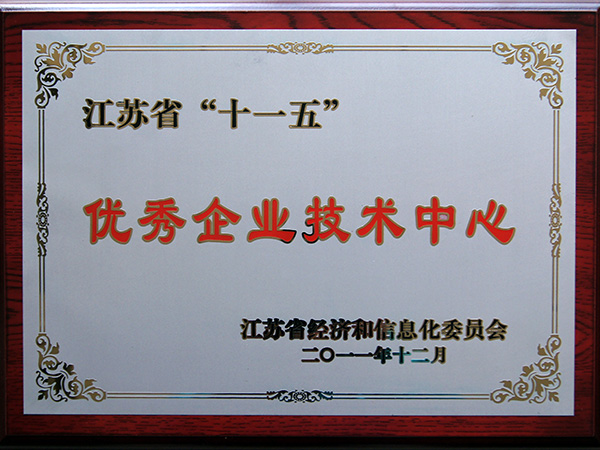 江苏省“十一五”
优秀企业技术中心
江苏省经济和信息化委员会
二〇一一年十二月